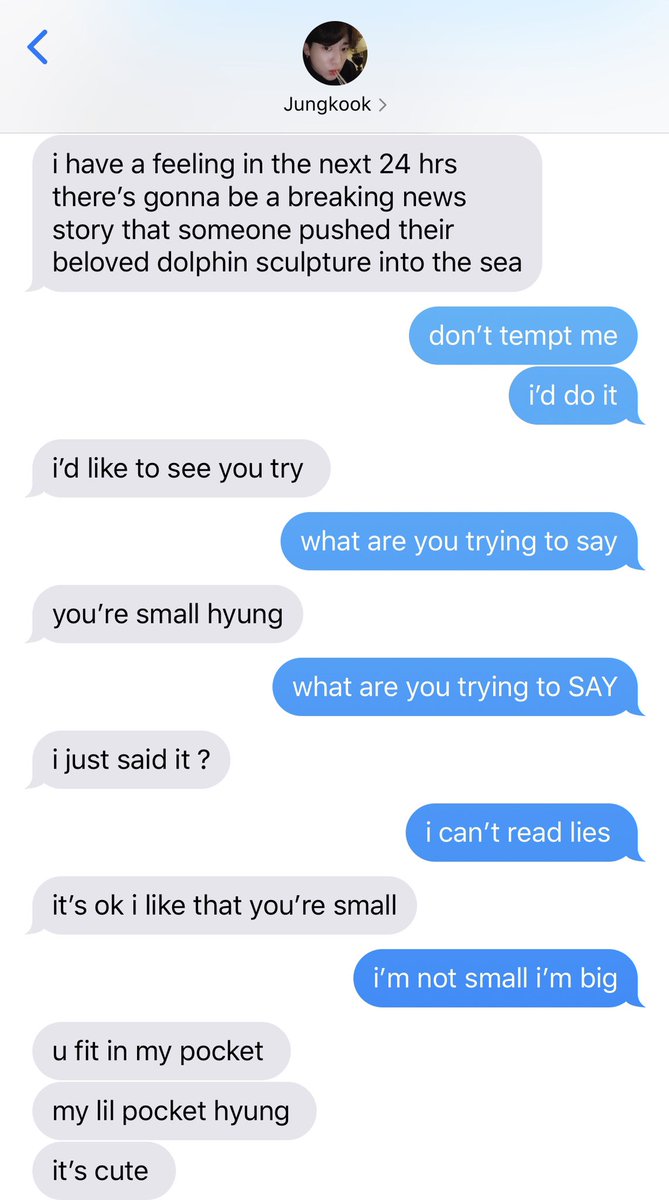 Jungkook
i have a feeling in the next 24 hrs
there’s gonna be a breaking news
story that someone pushed their
beloved dolphin sculpture into the sea
don’t tempt me
i’d do it
i’d like to see you try
what are you trying to say
you’re small hyung
what are you trying to SAY
i just said it ?
i can’t read lies
it’s ok i like that you’re small
i’m not small i’m big
u fit in my pocket
my lil pocket hyung
it’s cute